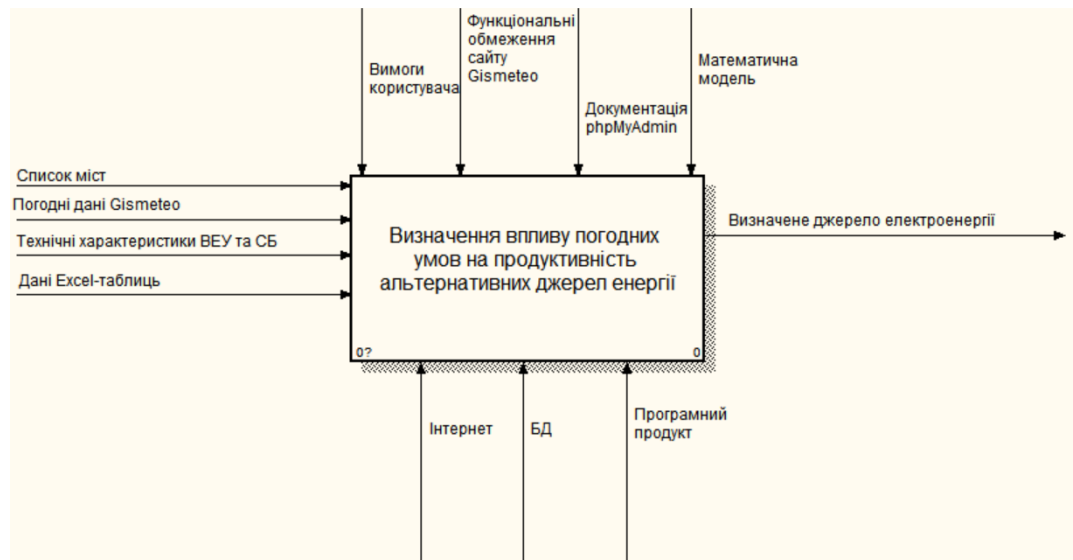 Функціональні
обмеження
сайту
Gismeteo
Вимоги
користувача
Математична
модель
Документація
phpMyAdmin
Список міст
Погодні дані Gismeteo
Технічні характеристики ВЕУ та СБ
Дані Excel-таблиць
Визначення впливу погодних
умов на продуктивність
альтернативних джерел енергії
0?
0
Визначене джерело електроенергії
Інтернет
БД
Програмний
продукт